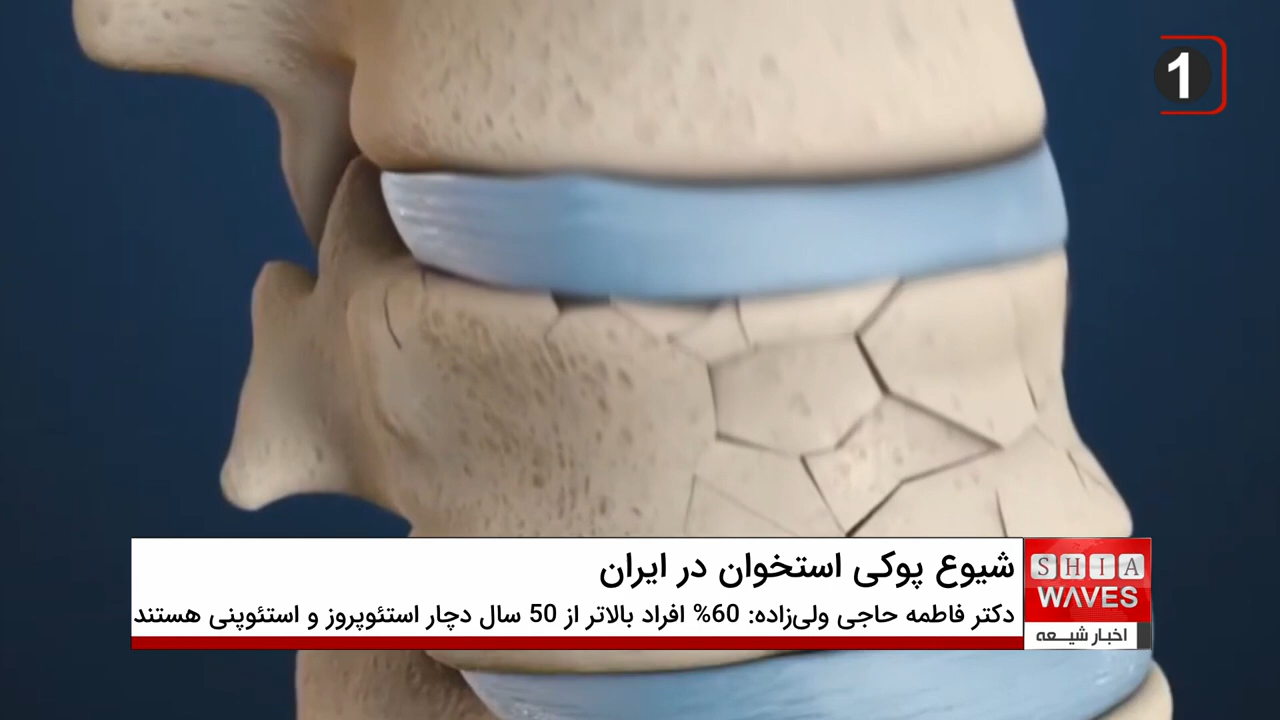 1
شیوع پوکی استخوان در ایران
دکتر فاطمه حاجی ولی‌زاده: 60% افراد بالاتر از 50 سال دچار استئوپروز و استئوپنی هستند
SHIA
WAVES
اخبار شیـعه